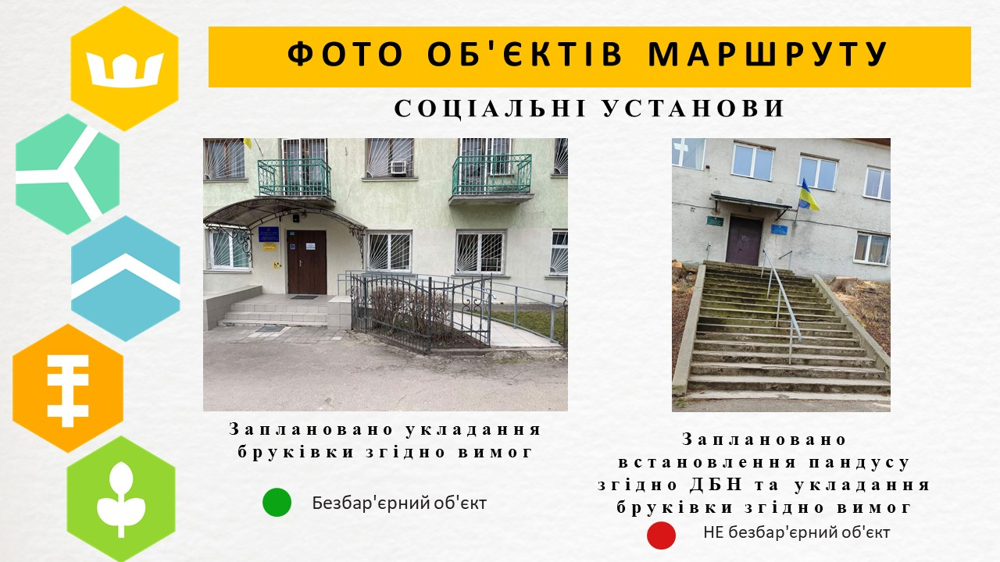 ФОТО ОБ'ЄКТІВ МАРШРУТУ
СОЦІАЛЬНІ УСТАНОВИ
Заплановано укладання
бруківки згідно вимог
Безбар'єрний об'єкт
Заплановано
встановлення пандусу
згідно ДБН та укладання
бруківки згідно вимог
НЕ безбар'єрний об'єкт